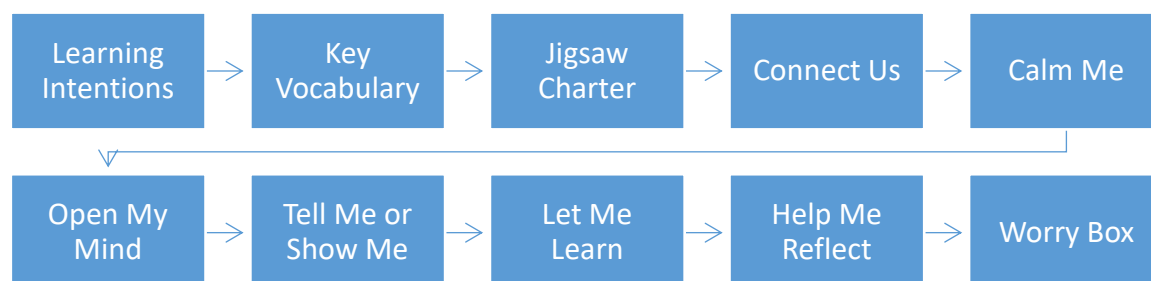 Learning
Intentions
Key
Vocabulary
Jigsaw
Charter
Connect Us
Calm Me
Open My
Mind
Tell Me or
Show Me
Let Me
Learn
Help Me
Reflect
Worry Box